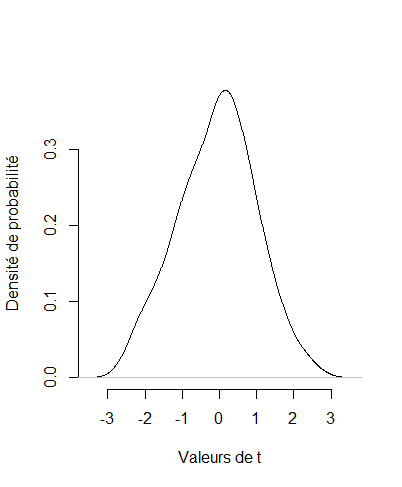 Densité de probabilité
0.3
0.2
0.1
0.0
-3 -2 -1 0 1 2 3
Valeurs de t